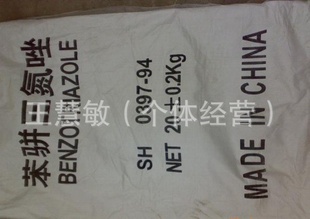 苯骈三氮唑
BENZOTRIAZOLE
SH 0397-94
NET 20±0.2Kg
MADE IN CHINA
王慧敏（个体经营）